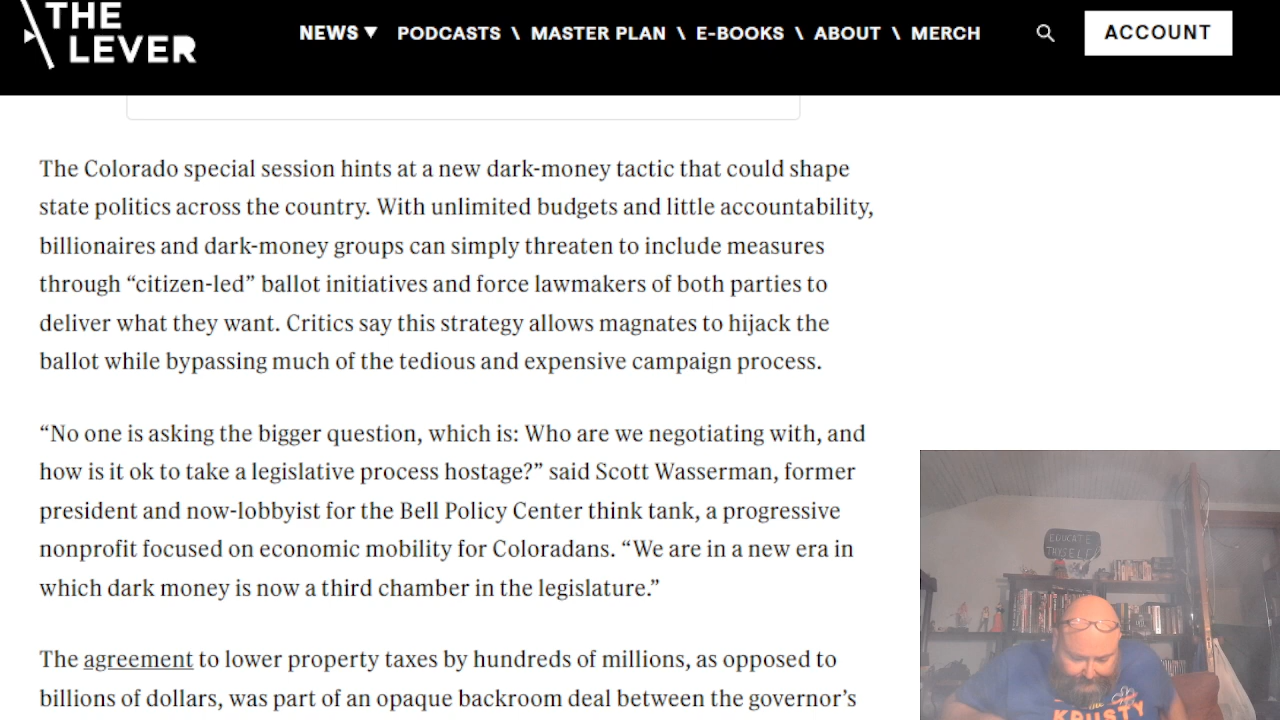 THE
LEVER
NEWS ▼ PODCASTS \ MASTER PLAN \ E-BOOKS \ ABOUT \ MERCH
ACCOUNT
The Colorado special session hints at a new dark-money tactic that could shape
state politics across the country. With unlimited budgets and little accountability,
billionaires and dark-money groups can simply threaten to include measures
through “citizen-led” ballot initiatives and force lawmakers of both parties to
deliver what they want. Critics say this strategy allows magnates to hijack the
ballot while bypassing much of the tedious and expensive campaign process.
“No one is asking the bigger question, which is: Who are we negotiating with, and
how is it ok to take a legislative process hostage?” said Scott Wasserman, former
president and now-lobbyist for the Bell Policy Center think tank, a progressive
nonprofit focused on economic mobility for Coloradans. “We are in a new era in
which dark money is now a third chamber in the legislature.”
The agreement to lower property taxes by hundreds of millions, as opposed to
billions of dollars, was part of an opaque backroom deal between the governor’s
EDUCATE
THYSELF
the
KRUSTY